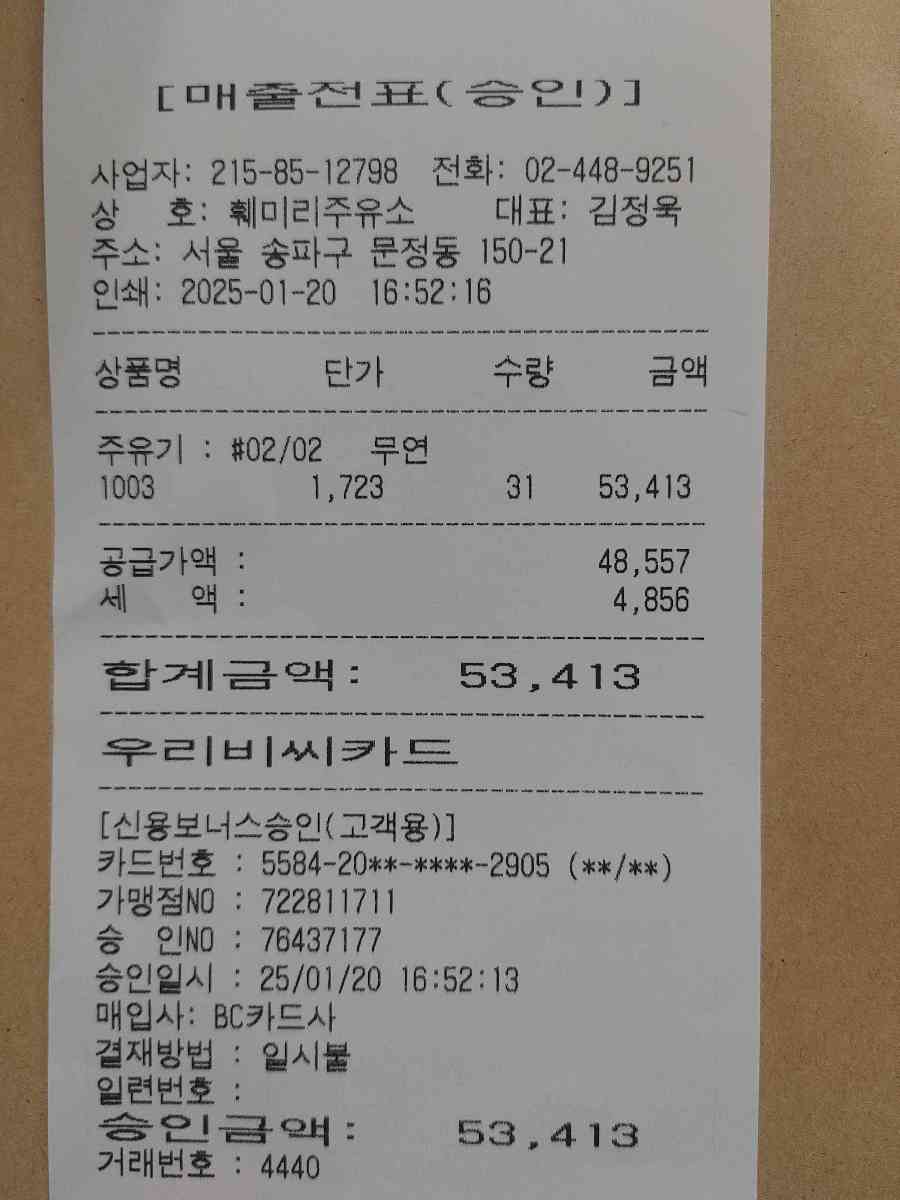 [매출전표(승인)]
사업자: 215-85-12798 전화: 02-448-9251
상 호: 훼미리주유소 대표: 김정욱
주소: 서울 송파구 문정동 150-21
인쇄: 2025-01-20 16:52:16
상품명 단가 수량 금액
주유기 : #02/02 무연
1003 1,723 31 53,413
공급가액 : 48,557
세 액 : 4,856
합계금액: 53,413
우리비씨카드
[신용보너스승인(고객용)]
카드번호 : 5584-20**-****-2905 (**/**)
가맹점NO : 722811711
승 인NO : 76437177
승인일시 : 25/01/20 16:52:13
매입사: BC카드사
결재방법 : 일시불
일련번호 :
승인금액: 53,413
거래번호 : 4440